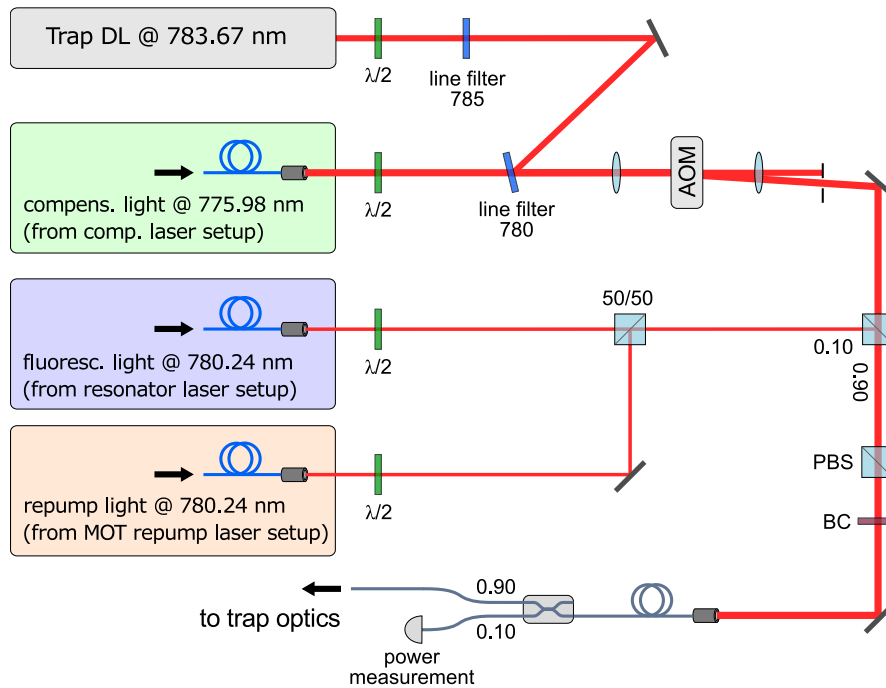 Trap DL @ 783.67 nm
λ/2
line filter
785
compens. light @ 775.98 nm
(from comp. laser setup)
λ/2
line filter
780
AOM
fluoresc. light @ 780.24 nm
(from resonator laser setup)
λ/2
50/50
0.10
0.90
repump light @ 780.24 nm
(from MOT repump laser setup)
λ/2
PBS
BC
to trap optics
0.90
0.10
power
measurement